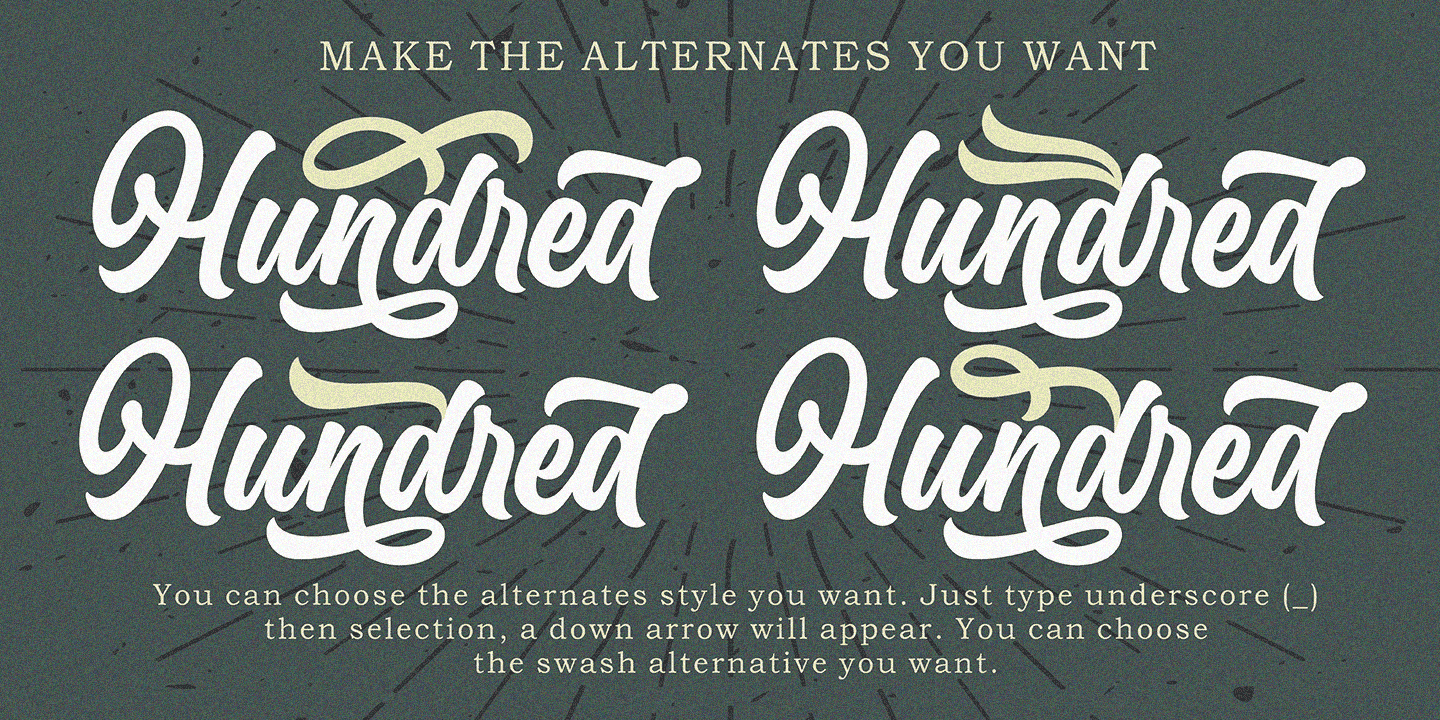 MAKE THE ALTERNATES YOU WANT
Hundred Hundred
Hundred Hundred
You can choose the alternates style you want. Just type underscore (_)
then selection, a down arrow will appear. You can choose
the swash alternative you want.